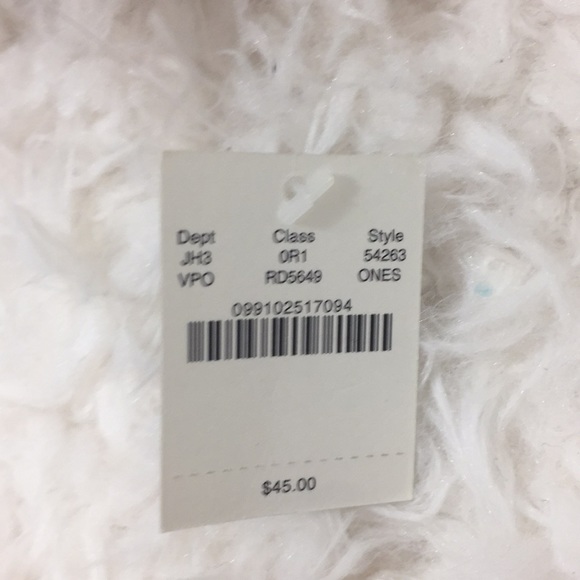 Dept Class Style
JH3 0R1 54263
VPO RD5649 ONES
099102517094
$45.00